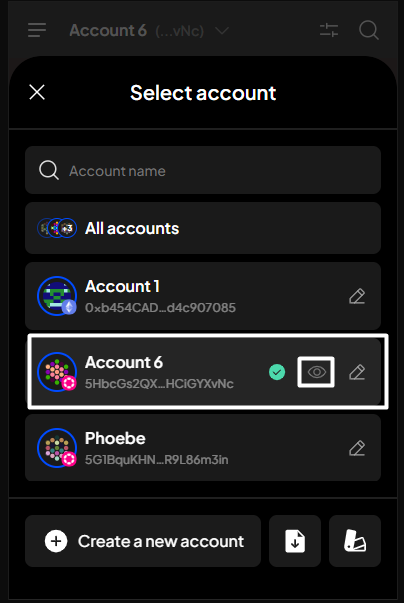 Account 6 (...vNc)
Select account
Account name
+3
All accounts
Account 1
0xb454CAD...d4c907085
Account 6
5HbcGs2QX...HCiGYXvNc
Phoebe
5G1BquKHN...R9L86m3in
Create a new account